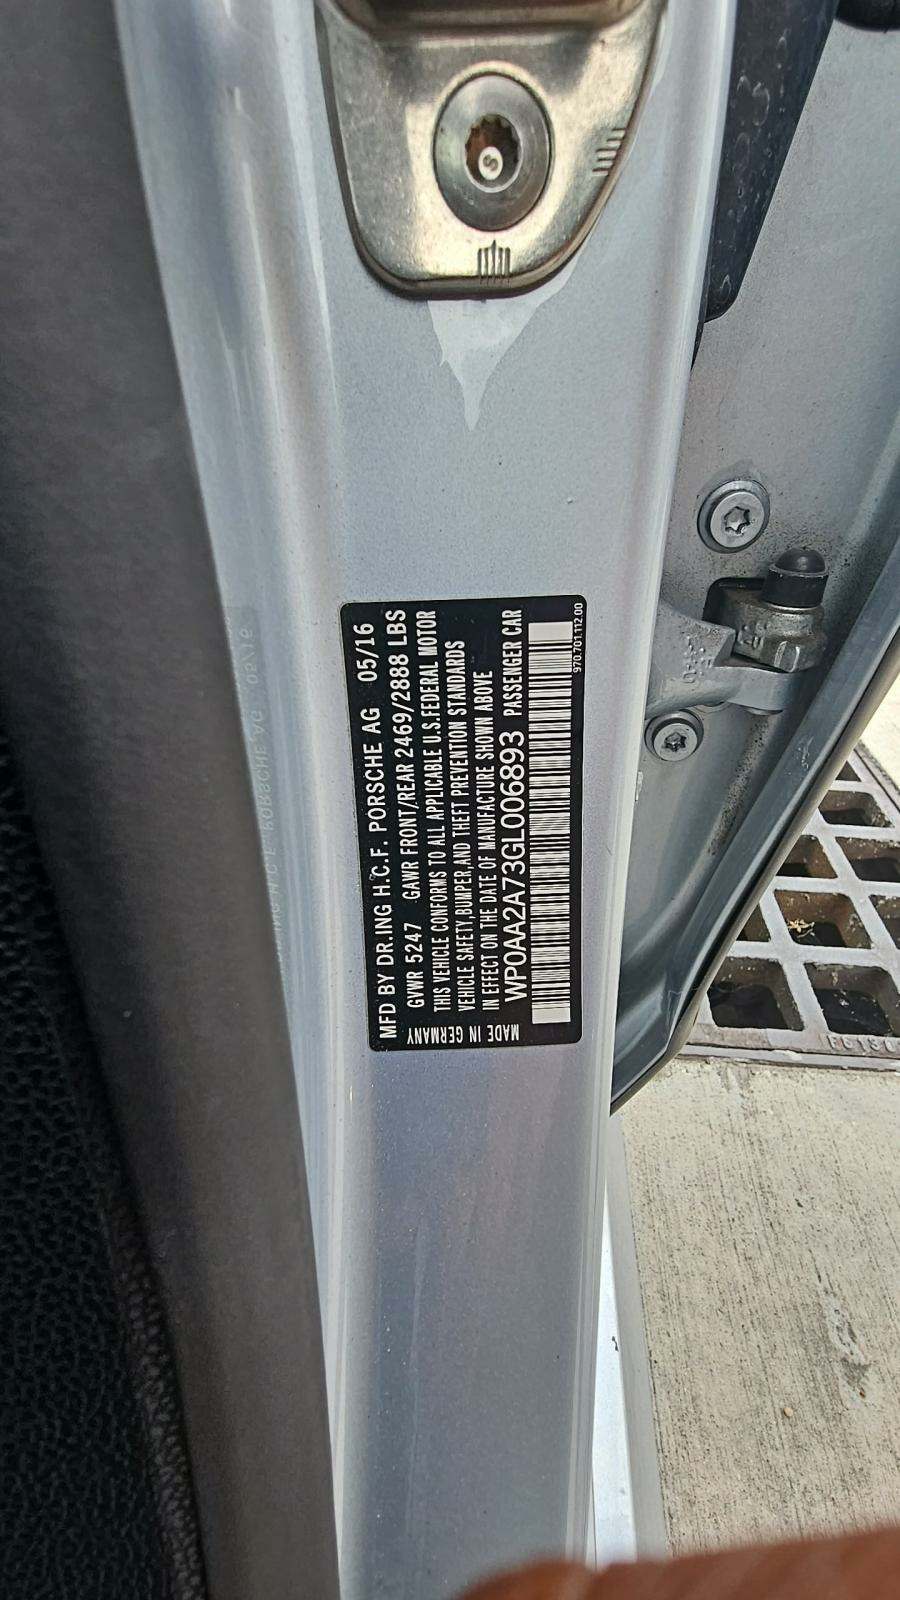 MFD BY DR.ING H.C.F. PORSCHE AG 05/16
GVWR 5247 GAWR FRONT/REAR 2469/2888 LBS
THIS VEHICLE CONFORMS TO ALL APPLICABLE U.S.FEDERAL MOTOR
VEHICLE SAFETY,BUMPER,AND THEFT PREVENTION STANDARDS
IN EFFECT ON THE DATE OF MANUFACTURE SHOWN ABOVE
WP0AA2A73GL006893 PASSENGER CAR
970.701.112.00
MADE IN GERMANY